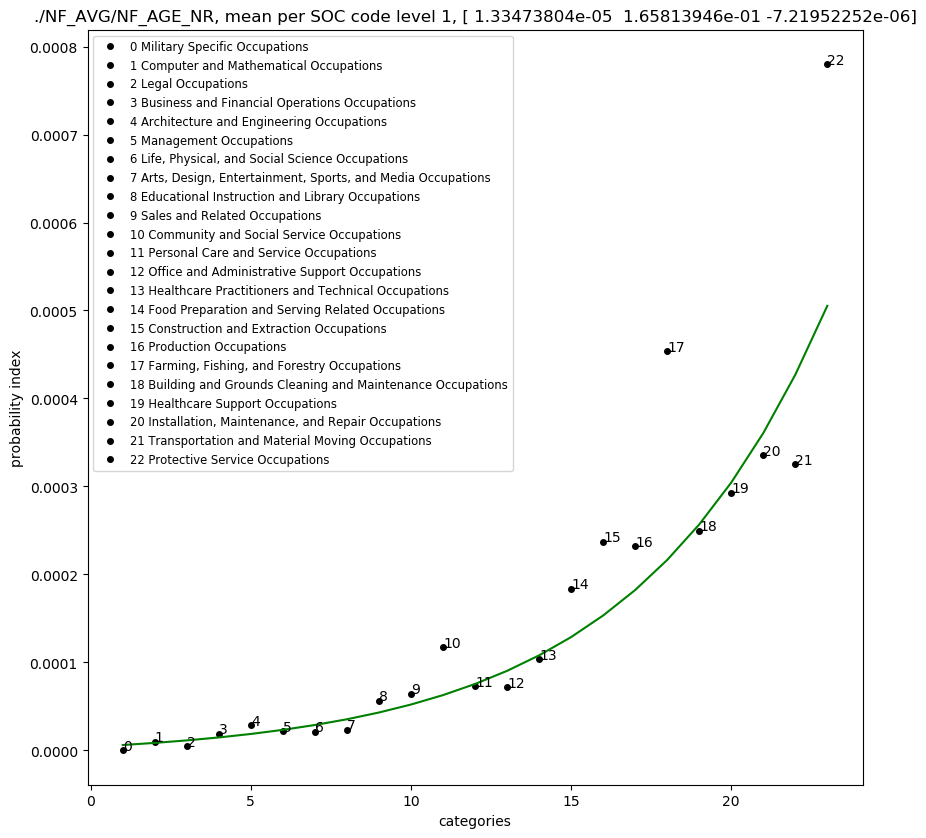 ./NF_AVG/NF_AGE_NR, mean per SOC code level 1, [ 1.33473804e-05  1.65813946e-01 -7.21952252e-06]
0 Military Specific Occupations
1 Computer and Mathematical Occupations
2 Legal Occupations
3 Business and Financial Operations Occupations
4 Architecture and Engineering Occupations
5 Management Occupations
6 Life, Physical, and Social Science Occupations
7 Arts, Design, Entertainment, Sports, and Media Occupations
8 Educational Instruction and Library Occupations
9 Sales and Related Occupations
10 Community and Social Service Occupations
11 Personal Care and Service Occupations
12 Office and Administrative Support Occupations
13 Healthcare Practitioners and Technical Occupations
14 Food Preparation and Serving Related Occupations
15 Construction and Extraction Occupations
16 Production Occupations
17 Farming, Fishing, and Forestry Occupations
18 Building and Grounds Cleaning and Maintenance Occupations
19 Healthcare Support Occupations
20 Installation, Maintenance, and Repair Occupations
21 Transportation and Material Moving Occupations
22 Protective Service Occupations
0.0008
0.0007
0.0006
0.0005
0.0004
0.0003
0.0002
0.0001
0.0000
probability index
0
1
2
3
4
5
6
7
8
9
10
11
12
13
14
15
16
17
18
19
20
21
22
0
5
10
15
20
categories